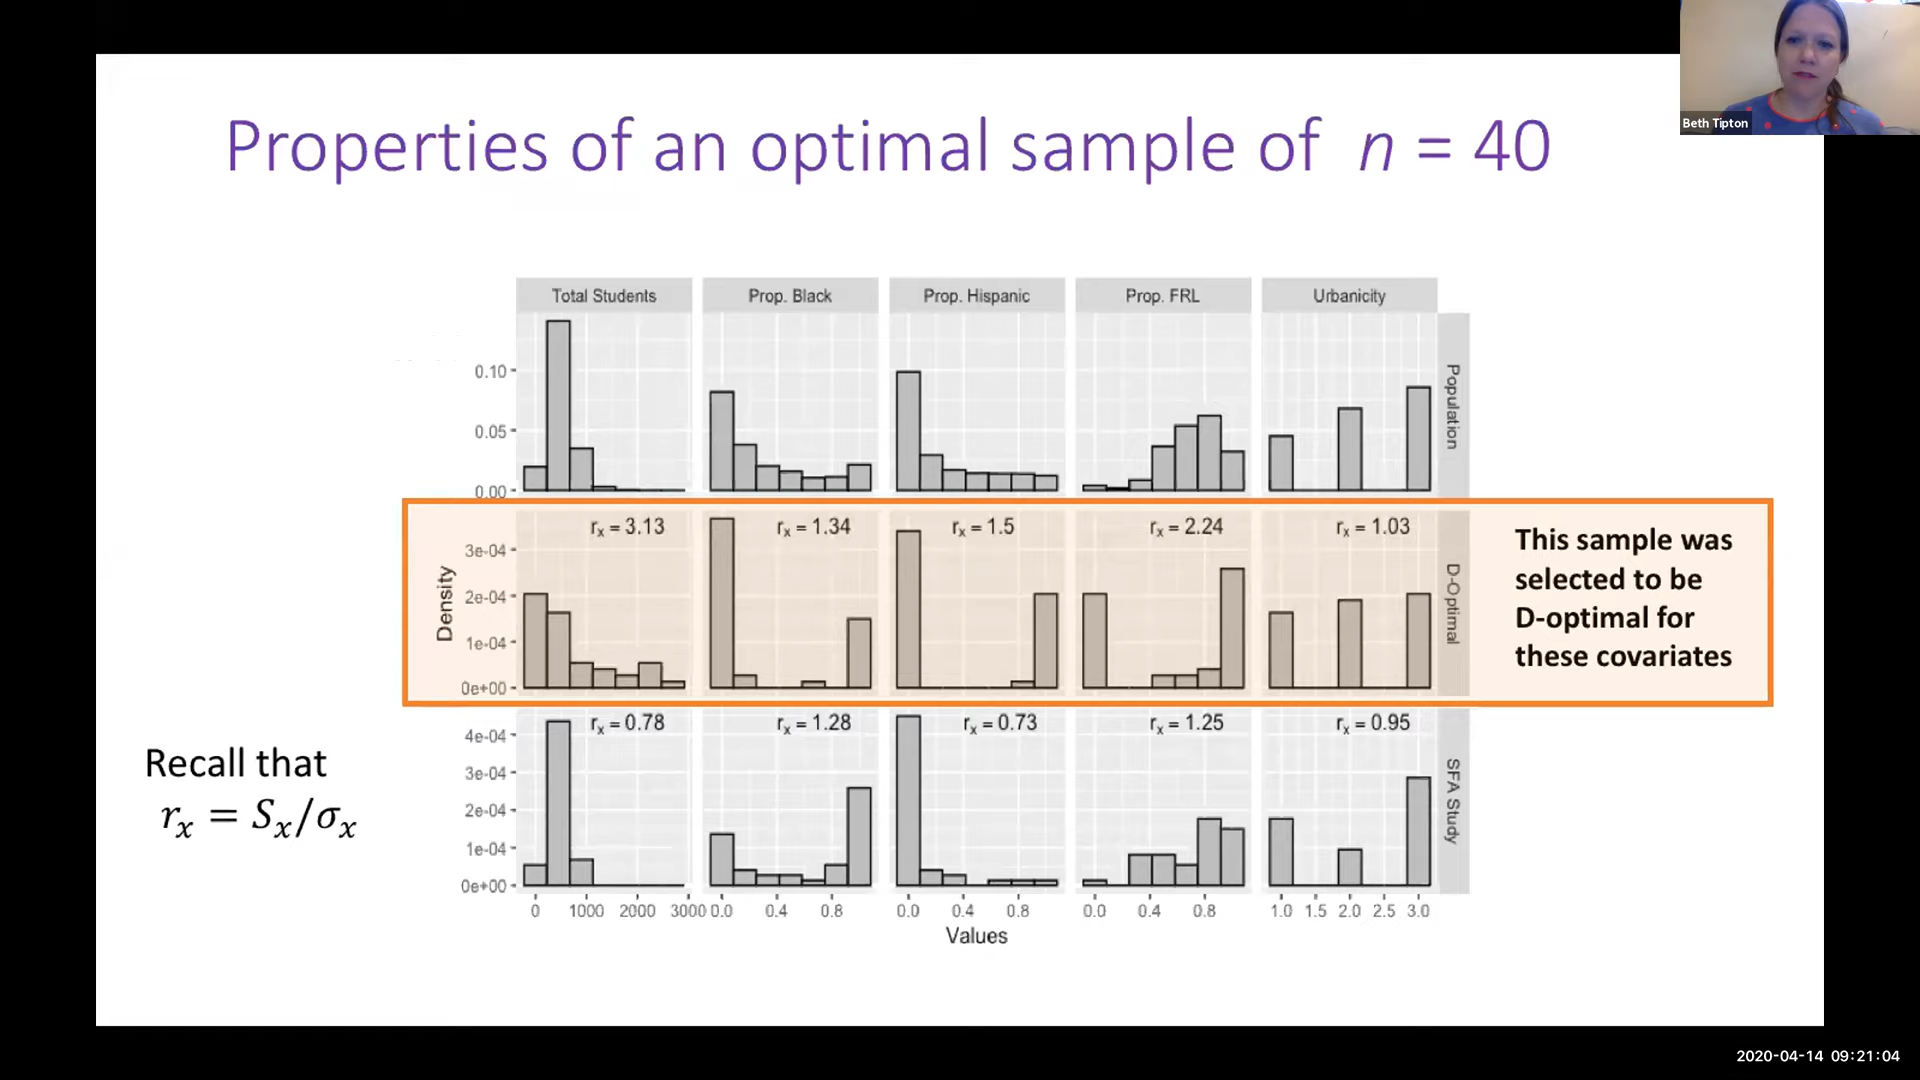 Beth Tipton
Properties of an optimal sample of n = 40
Total Students Prop. Black Prop. Hispanic Prop. FRL Urbanicity
0.10
0.05
0.00
Population
rx = 3.13 rx = 1.34 rx = 1.5 rx = 2.24 rx = 1.03
3e-04
2e-04
1e-04
0e+00
Density
D-Optimal
This sample was
selected to be
D-optimal for
these covariates
rx = 0.78 rx = 1.28 rx = 0.73 rx = 1.25 rx = 0.95
4e-04
3e-04
2e-04
1e-04
0e+00
SFA Study
Recall that
rx = Sx/σx
0 1000 2000 3000 0.0 0.4 0.8 0.0 0.4 0.8 0.0 0.4 0.8 1.0 1.5 2.0 2.5 3.0
Values
2020-04-14 09:21:04